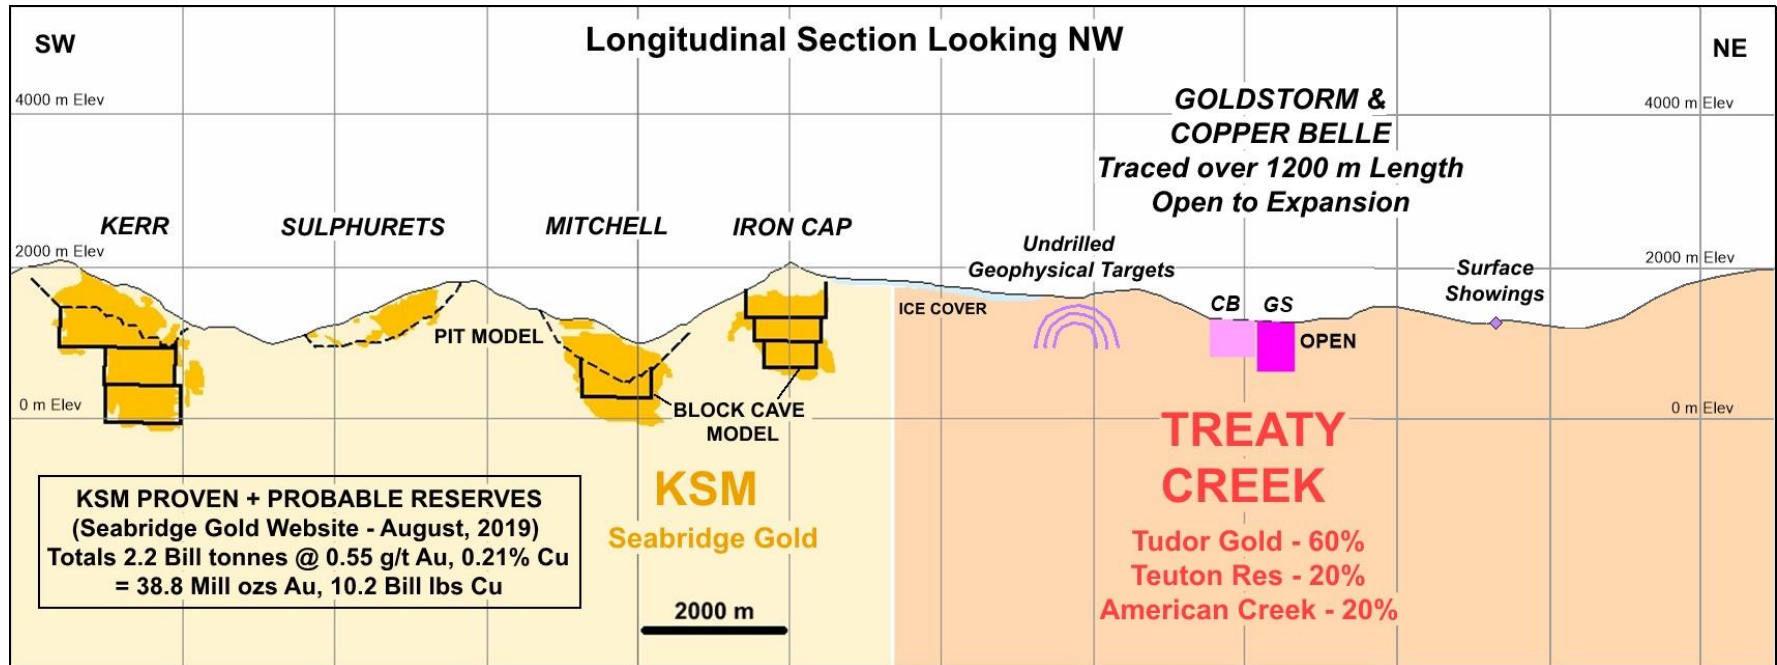 Longitudinal Section Looking NW
SW
NE
4000 m Elev
4000 m Elev
GOLDSTORM &
COPPER BELLE
Traced over 1200 m Length
Open to Expansion
KERR
SULPHURETS
MITCHELL
IRON CAP
2000 m Elev
2000 m Elev
Undrilled
Geophysical Targets
Surface
Showings
ICE COVER
CB
GS
PIT MODEL
OPEN
0 m Elev
0 m Elev
BLOCK CAVE
MODEL
KSM
Seabridge Gold
TREATY
CREEK
Tudor Gold - 60%
Teuton Res - 20%
American Creek - 20%
KSM PROVEN + PROBABLE RESERVES
(Seabridge Gold Website - August, 2019)
Totals 2.2 Bill tonnes @ 0.55 g/t Au, 0.21% Cu
= 38.8 Mill ozs Au, 10.2 Bill lbs Cu
2000 m